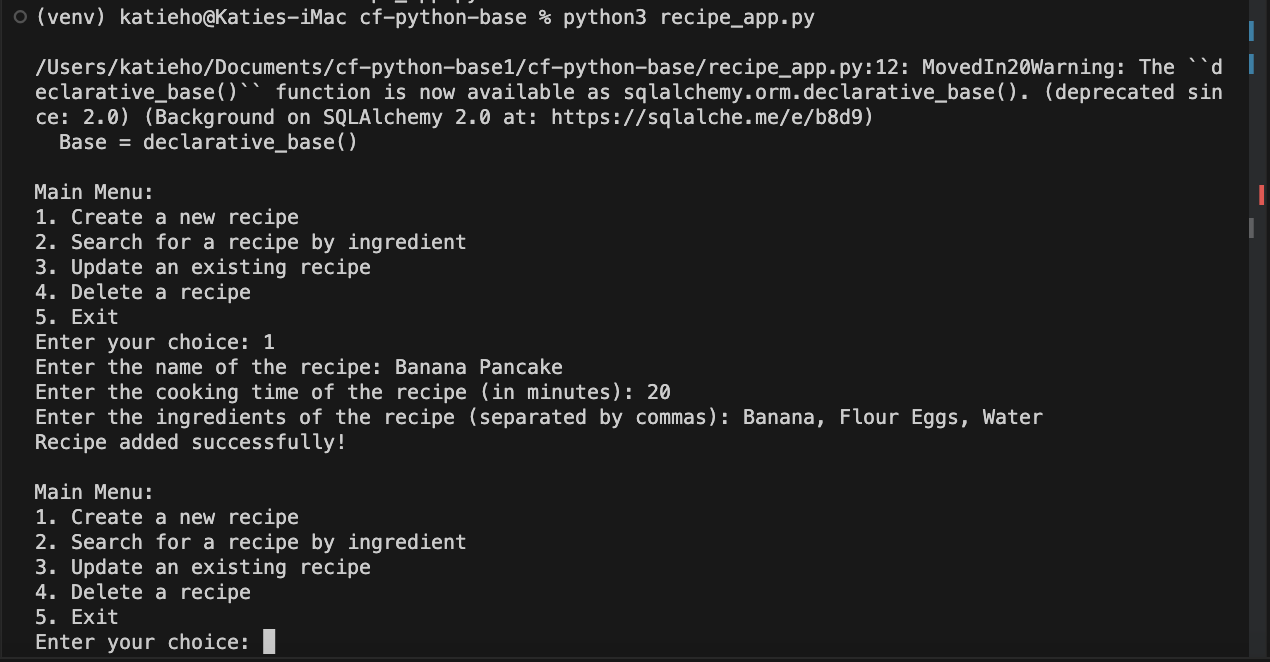 (venv) katieho@Katies-iMac cf-python-base % python3 recipe_app.py
/Users/katieho/Documents/cf-python-base1/cf-python-base/recipe_app.py:12: MovedIn20Warning: The ``d
eclarative_base()`` function is now available as sqlalchemy.orm.declarative_base(). (deprecated sin
ce: 2.0) (Background on SQLAlchemy 2.0 at: https://sqlalche.me/e/b8d9)
  Base = declarative_base()
Main Menu:
1. Create a new recipe
2. Search for a recipe by ingredient
3. Update an existing recipe
4. Delete a recipe
5. Exit
Enter your choice: 1
Enter the name of the recipe: Banana Pancake
Enter the cooking time of the recipe (in minutes): 20
Enter the ingredients of the recipe (separated by commas): Banana, Flour Eggs, Water
Recipe added successfully!
Main Menu:
1. Create a new recipe
2. Search for a recipe by ingredient
3. Update an existing recipe
4. Delete a recipe
5. Exit
Enter your choice: